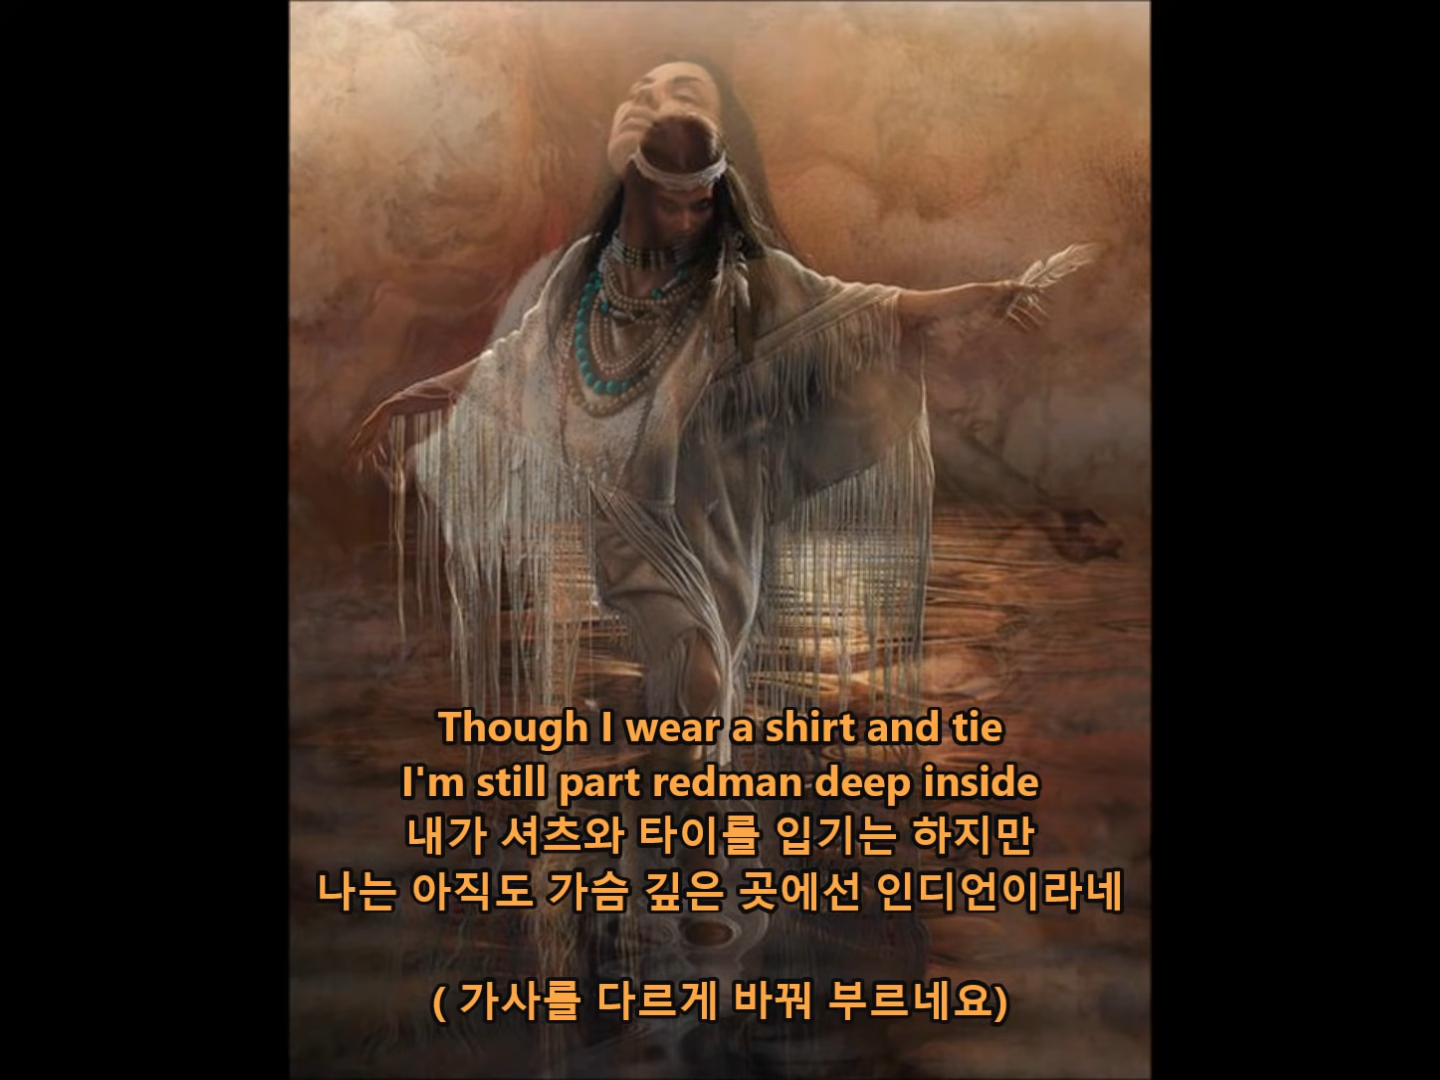 Though I wear a shirt and tie
I'm still part redman deep inside
내가 셔츠와 타이를 입기는 하지만
나는 아직도 가슴 깊은 곳에선 인디언이라네
( 가사를 다르게 바꿔 부르네요)